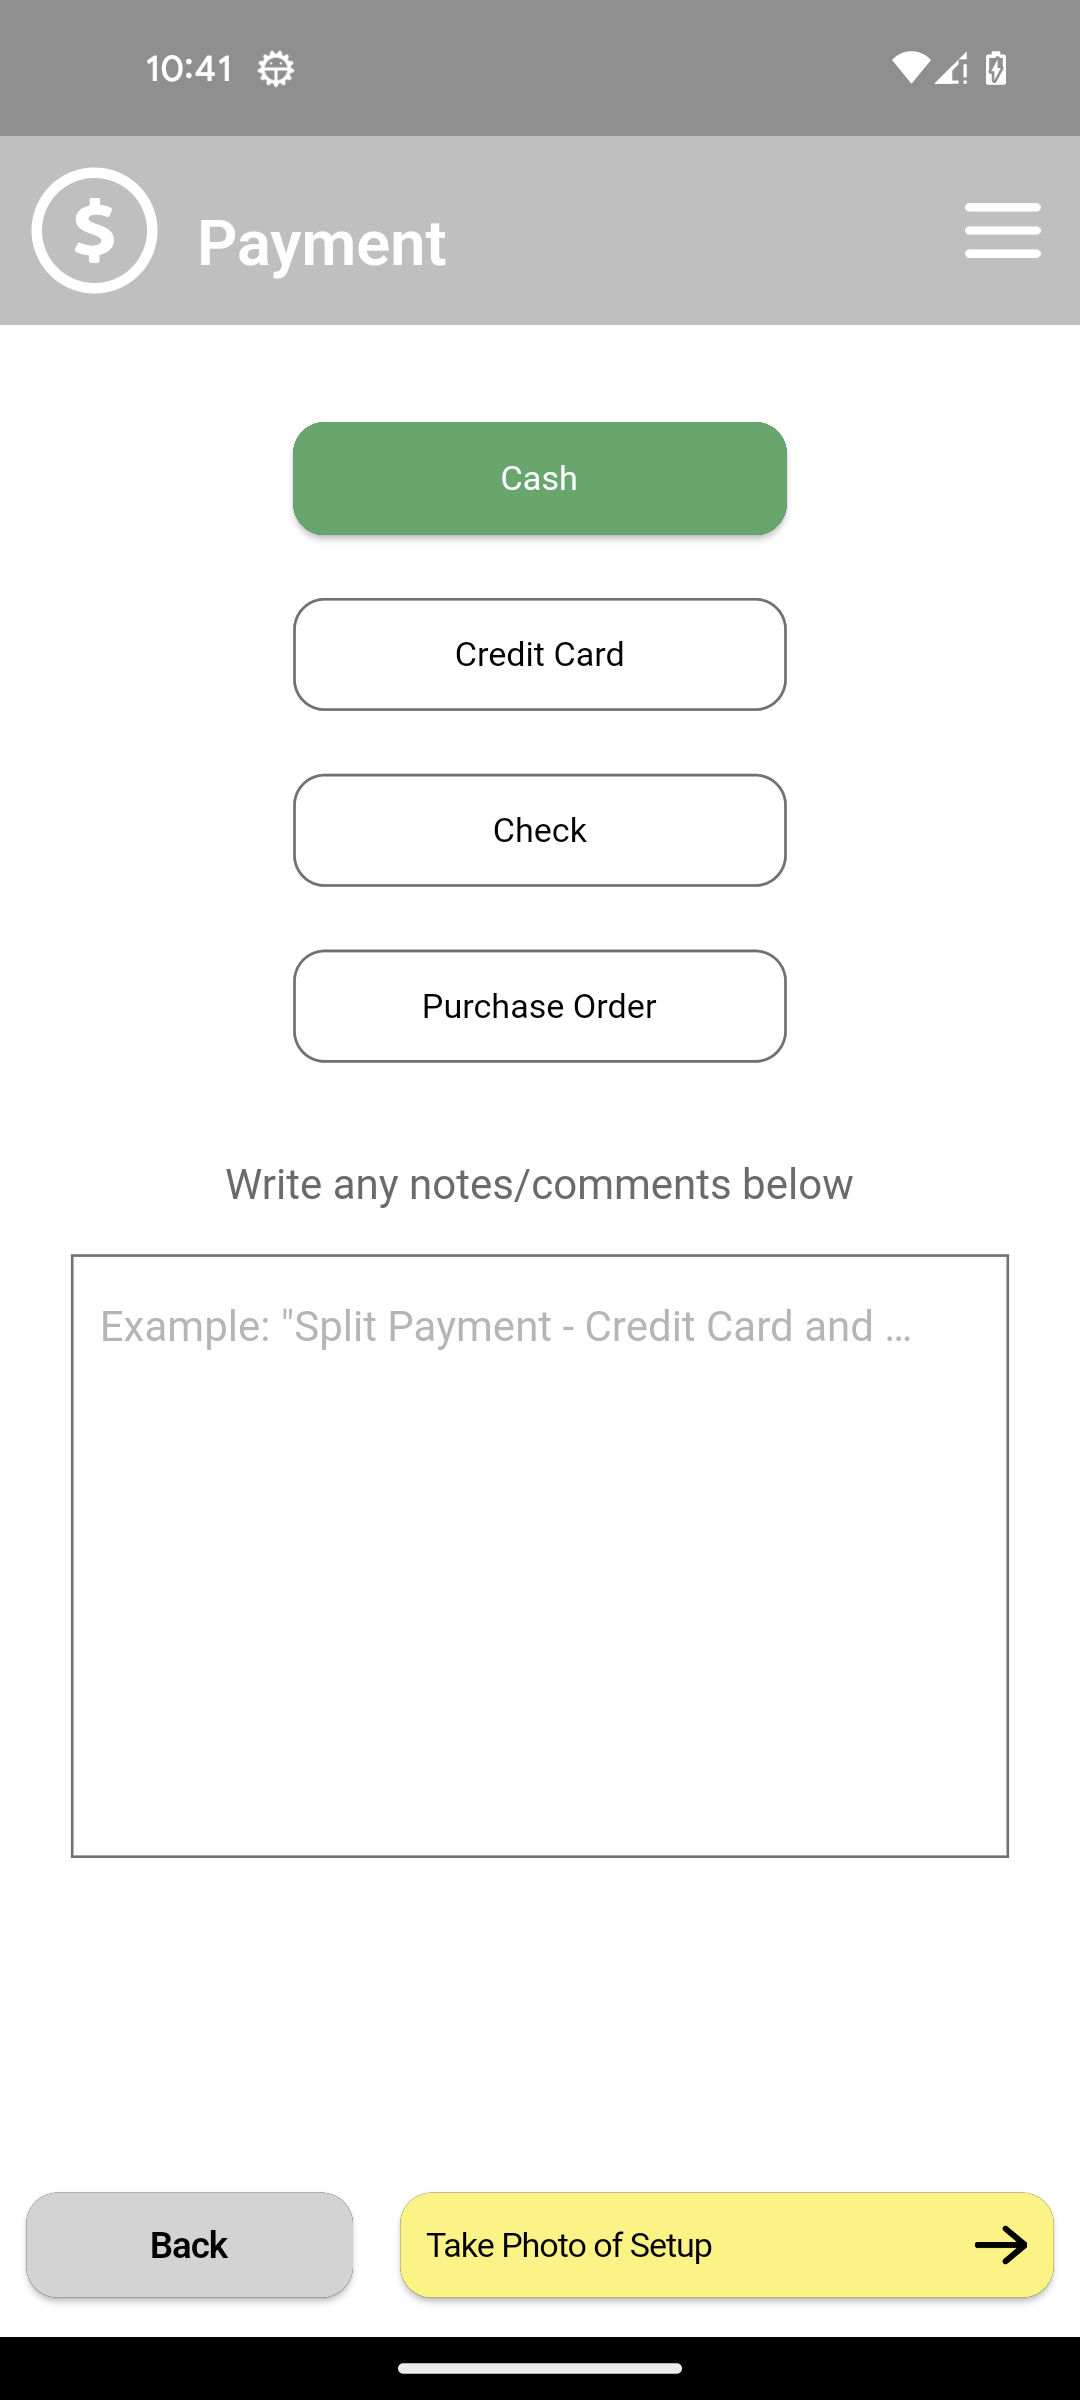 10:41
$
Payment
Cash
Credit Card
Check
Purchase Order
Write any notes/comments below
Example: "Split Payment - Credit Card and ...
Back
Take Photo of Setup